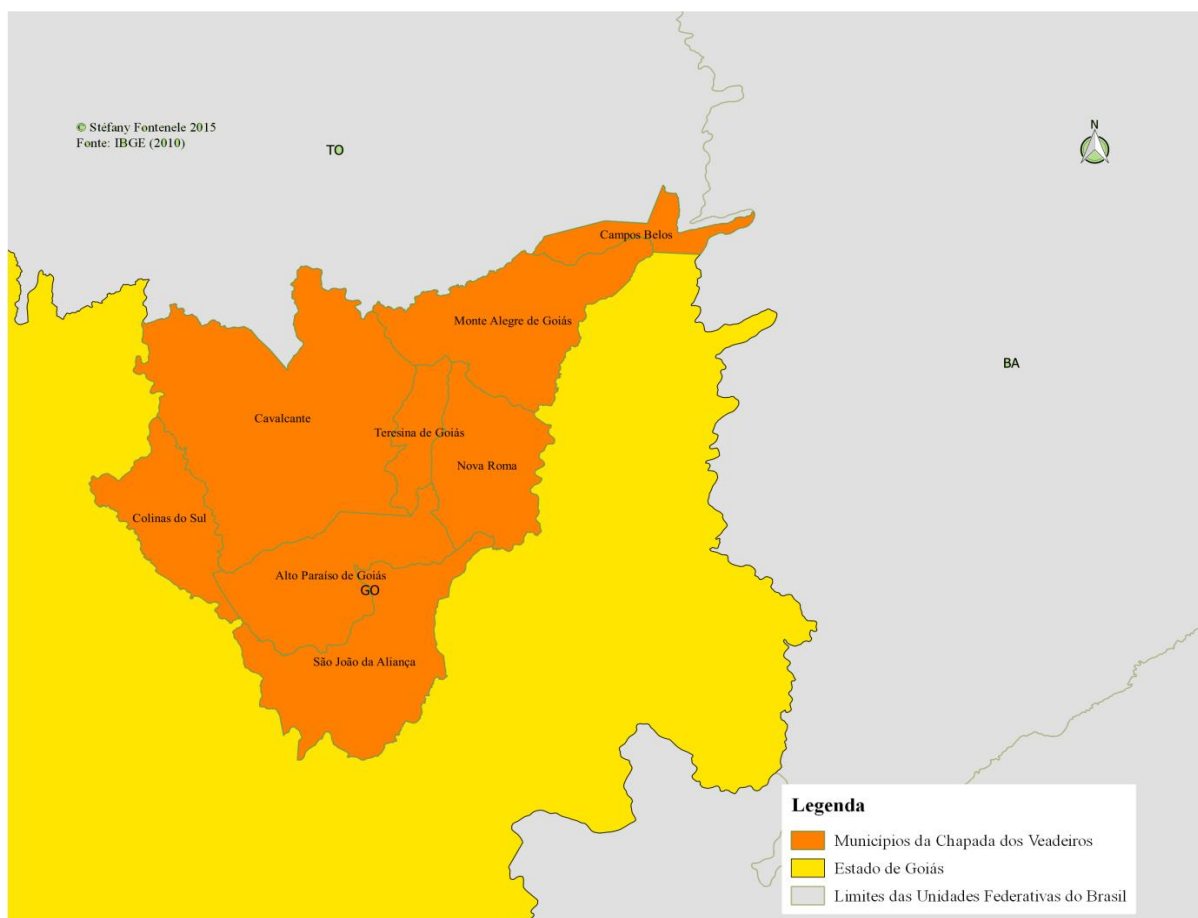 © Stéfany Fontenele 2015
Fonte: IBGE (2010)
TO
N
Campos Belos
Monte Alegre de Goiás
BA
Cavalcante
Teresina de Goiás
Nova Roma
Colinas do Sul
Alto Paraíso de Goiás
GO
São João da Aliança
Legenda
Municípios da Chapada dos Veadeiros
Estado de Goiás
Limites das Unidades Federativas do Brasil